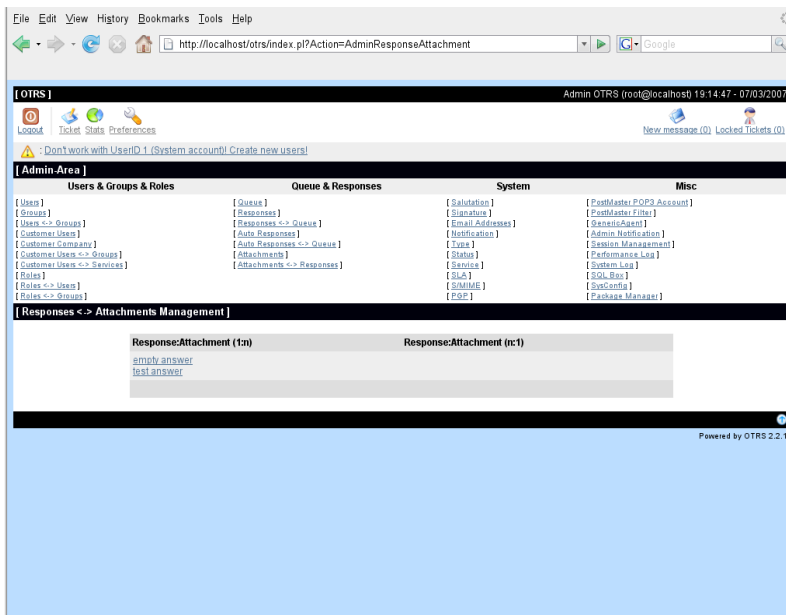 File Edit View History Bookmarks Tools Help
http://localhost/otrs/index.pl?Action=AdminResponseAttachment
G Google
[ OTRS ] Admin OTRS (root@localhost) 19:14:47 - 07/03/2007
Logout Ticket Stats Preferences New message (0) Locked Tickets (0)
: Don't work with UserID 1 (System account)! Create new users!
[ Admin-Area ]
Users & Groups & Roles Queue & Responses System Misc
[ Users ] [ Queue ] [ Salutation ] [ PostMaster POP3 Account ]
[ Groups ] [ Responses ] [ Signature ] [ PostMaster Filter ]
[ Users <-> Groups ] [ Responses <-> Queue ] [ Email Addresses ] [ GenericAgent ]
[ Customer Users ] [ Auto Responses ] [ Notification ] [ Admin Notification ]
[ Customer Company ] [ Auto Responses <-> Queue ] [ Type ] [ Session Management ]
[ Customer Users <-> Groups ] [ Attachments ] [ Status ] [ Performance Log ]
[ Customer Users <-> Services ] [ Attachments <-> Responses ] [ Service ] [ System Log ]
[ Roles ] [ SLA ] [ SQL Box ]
[ Roles <-> Users ] [ S/MIME ] [ SysConfig ]
[ Roles <-> Groups ] [ PGP ] [ Package Manager ]
[ Responses <-> Attachments Management ]
Response:Attachment (1:n) Response:Attachment (n:1)
empty answer
test answer
Powered by OTRS 2.2.1